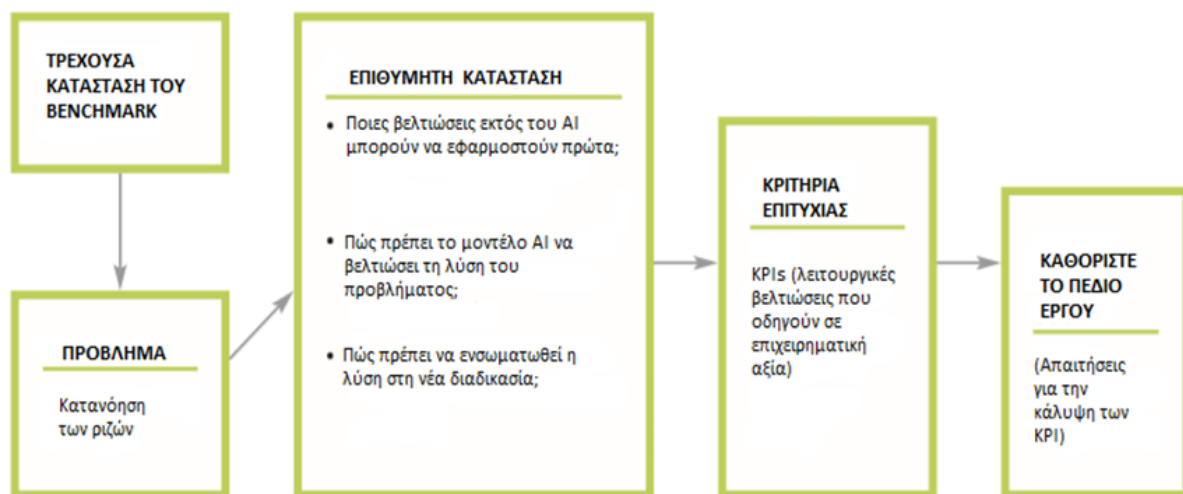 ΤΡΕΧΟΥΣΑ
ΚΑΤΑΣΤΑΣΗ ΤΟΥ
BENCHMARK
ΠΡΟΒΛΗΜΑ
Κατανόηση
των ριζών
ΕΠΙΘΥΜΗΤΗ ΚΑΤΑΣΤΑΣΗ
• Ποιες βελτιώσεις εκτός του AI
μπορούν να εφαρμοστούν πρώτα;
• Πώς πρέπει το μοντέλο AI να
βελτιώσει τη λύση του
προβλήματος;
• Πώς πρέπει να ενσωματωθεί η
λύση στη νέα διαδικασία;
ΚΡΙΤΗΡΙΑ
ΕΠΙΤΥΧΙΑΣ
KPIs (λειτουργικές
βελτιώσεις που
οδηγούν σε
επιχειρηματική
αξία)
ΚΑΘΟΡΙΣΤΕ
ΤΟ ΠΕΔΙΟ
ΕΡΓΟΥ
(Απαιτήσεις
για την
κάλυψη των
KPI)